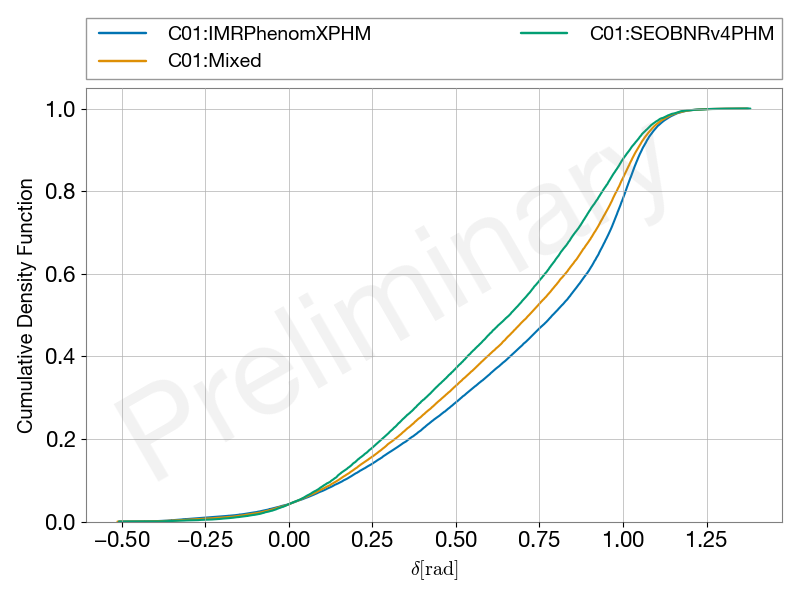 C01:IMRPhenomXPHM
C01:Mixed
C01:SEOBNRv4PHM
Preliminary
Cumulative Density Function
1.0
0.8
0.6
0.4
0.2
0.0
−0.50 −0.25 0.00 0.25 0.50 0.75 1.00 1.25
δ[rad]